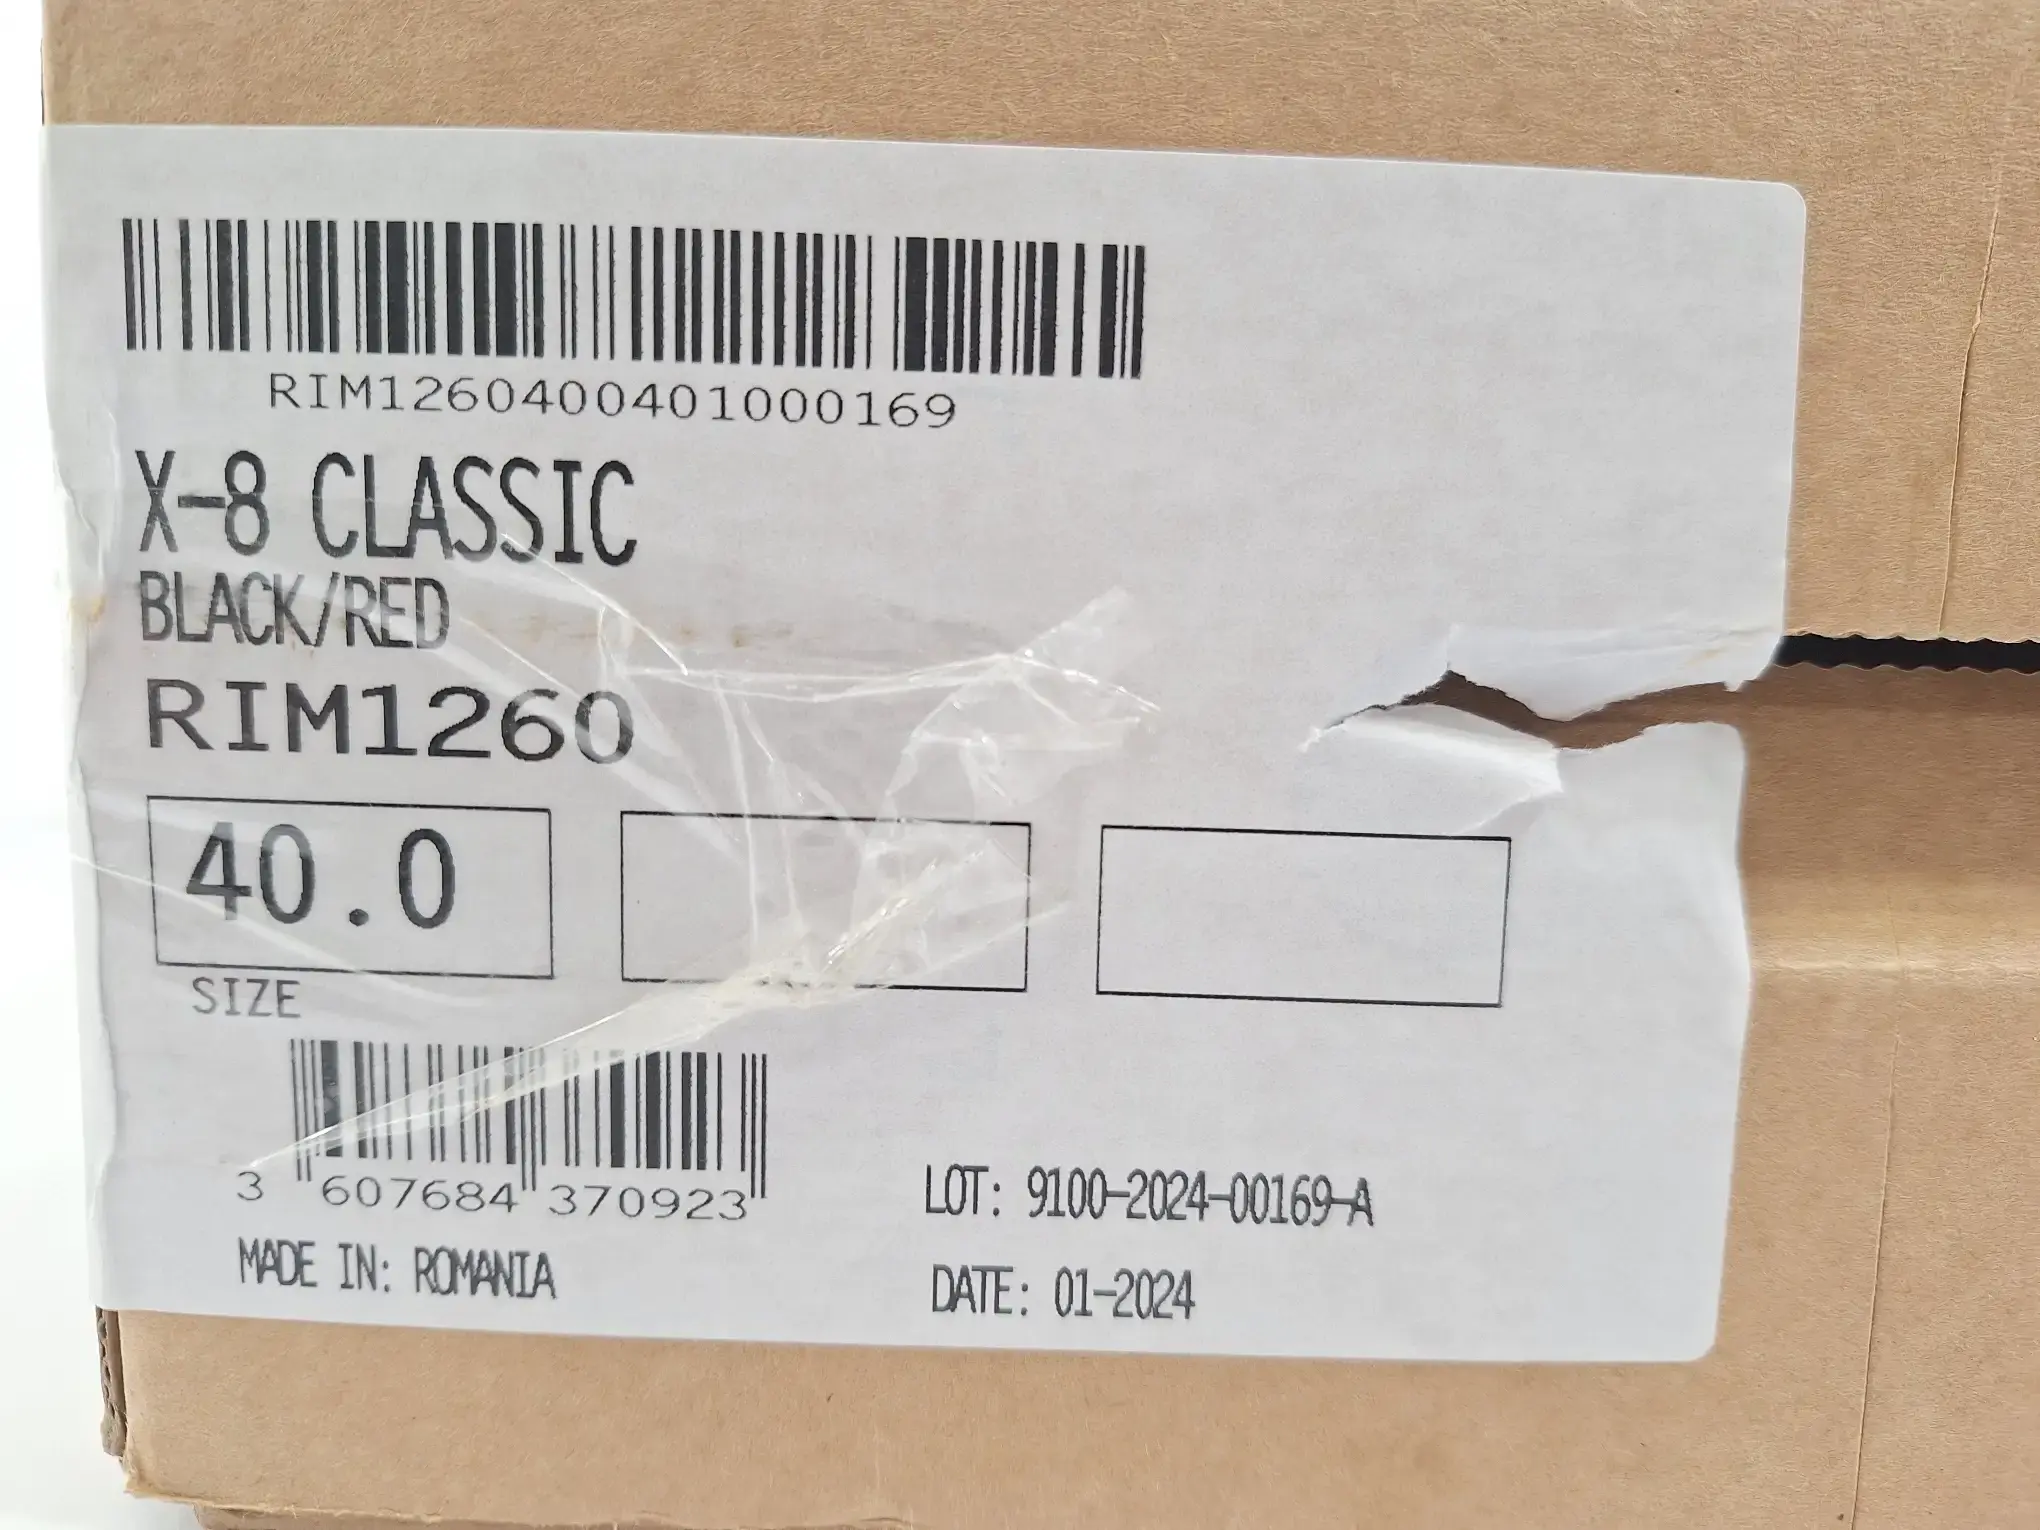 RIM1260400401000169
X-8 CLASSIC
BLACK/RED
RIM1260
40.0
SIZE
3 607684 370923
MADE IN: ROMANIA
LOT: 9100-2024-00169-A
DATE: 01-2024